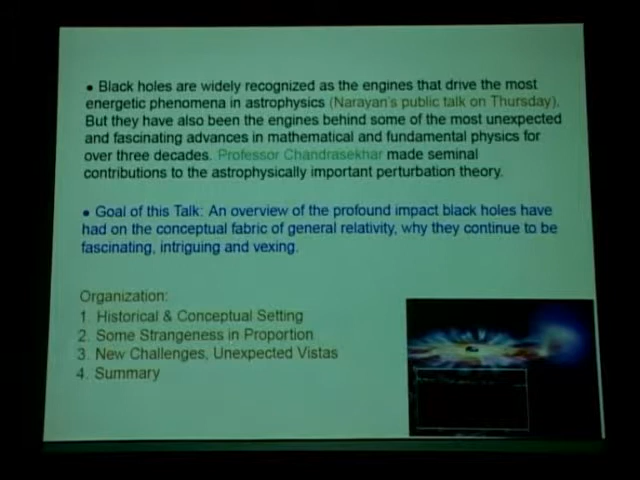 • Black holes are widely recognized as the engines that drive the most
energetic phenomena in astrophysics (Narayan's public talk on Thursday).
But they have also been the engines behind some of the most unexpected
and fascinating advances in mathematical and fundamental physics for
over three decades. Professor Chandrasekhar made seminal
contributions to the astrophysically important perturbation theory.
• Goal of this Talk: An overview of the profound impact black holes have
had on the conceptual fabric of general relativity, why they continue to be
fascinating, intriguing and vexing.
Organization:
1. Historical & Conceptual Setting
2. Some Strangeness in Proportion
3. New Challenges, Unexpected Vistas
4. Summary